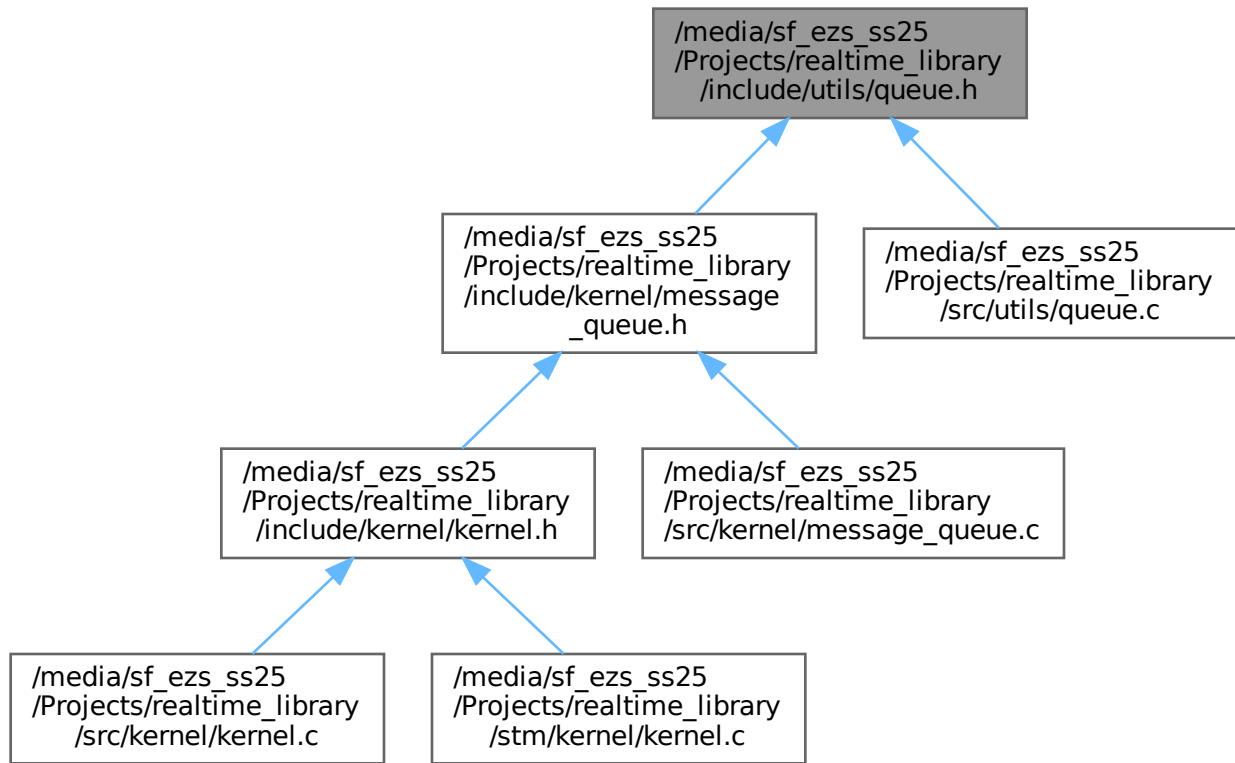 /media/sf_ezs_ss25
/Projects/realtime_library
/include/utils/queue.h
/media/sf_ezs_ss25
/Projects/realtime_library
/include/kernel/message
_queue.h
/media/sf_ezs_ss25
/Projects/realtime_library
/src/utils/queue.c
/media/sf_ezs_ss25
/Projects/realtime_library
/include/kernel/kernel.h
/media/sf_ezs_ss25
/Projects/realtime_library
/src/kernel/message_queue.c
/media/sf_ezs_ss25
/Projects/realtime_library
/src/kernel/kernel.c
/media/sf_ezs_ss25
/Projects/realtime_library
/stm/kernel/kernel.c